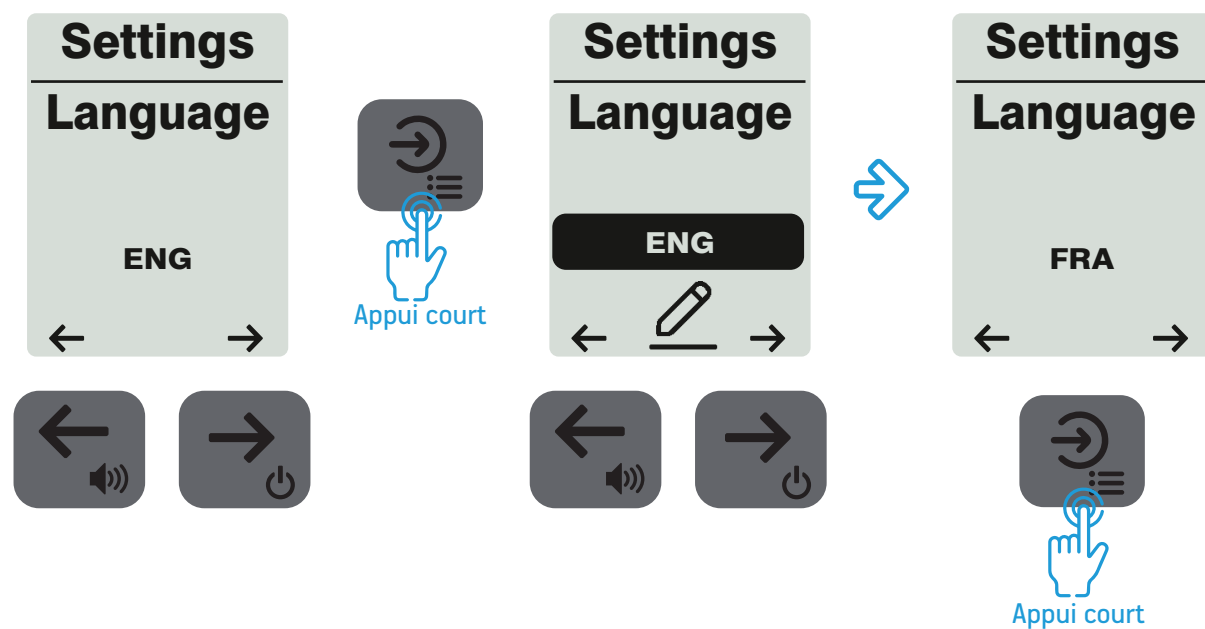 Settings
Language
ENG
Appui court
Settings
Language
ENG
Settings
Language
FRA
Appui court